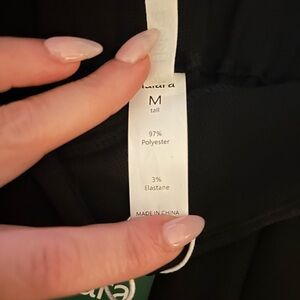 M
tall
97%
Polyester
3%
Elastane
MADE IN CHINA